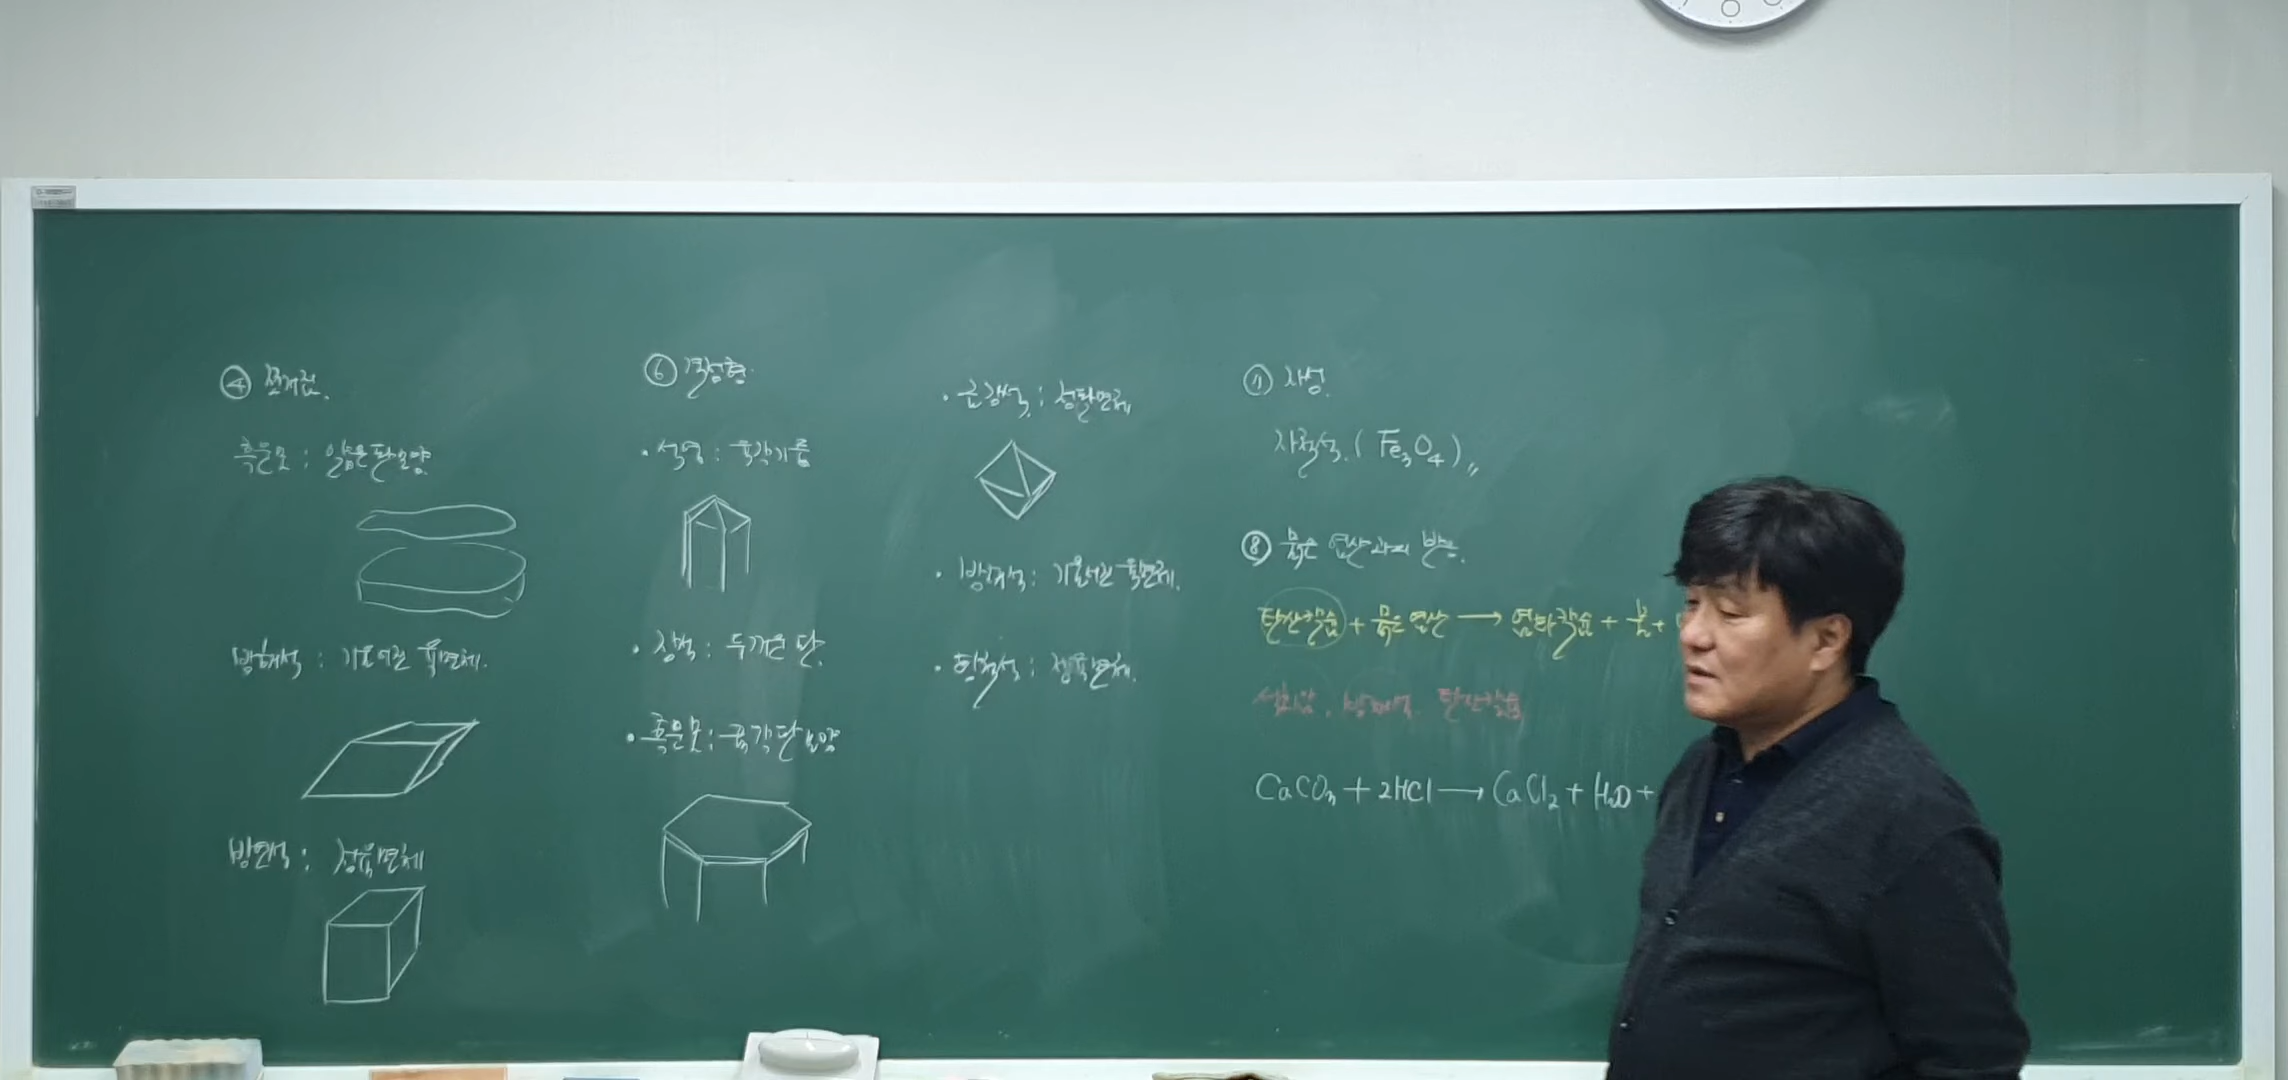 ④ 쪼개짐.
흑운모 : 얇은 판 모양
방해석 : 기울어진 육면체.
방연석 : 정육면체
⑥ 결정형.
· 석영 : 육각기둥
· 장석 : 두꺼운 판.
· 흑운모 : 육각 판 모양
· 금강석 : 정팔면체
· 방해석 : 기울어진 육면체.
· 황철석 : 정육면체.
⑦ 자성.
자철석. ( Fe₃O₄ ),,
⑧ 묽은 염산과의 반응.
탄산칼슘 + 묽은 염산 → 염화칼슘 + 물 +
석회암, 방해석, 탄산칼슘
CaCO₃ + 2HCl → CaCl₂ + H₂O +